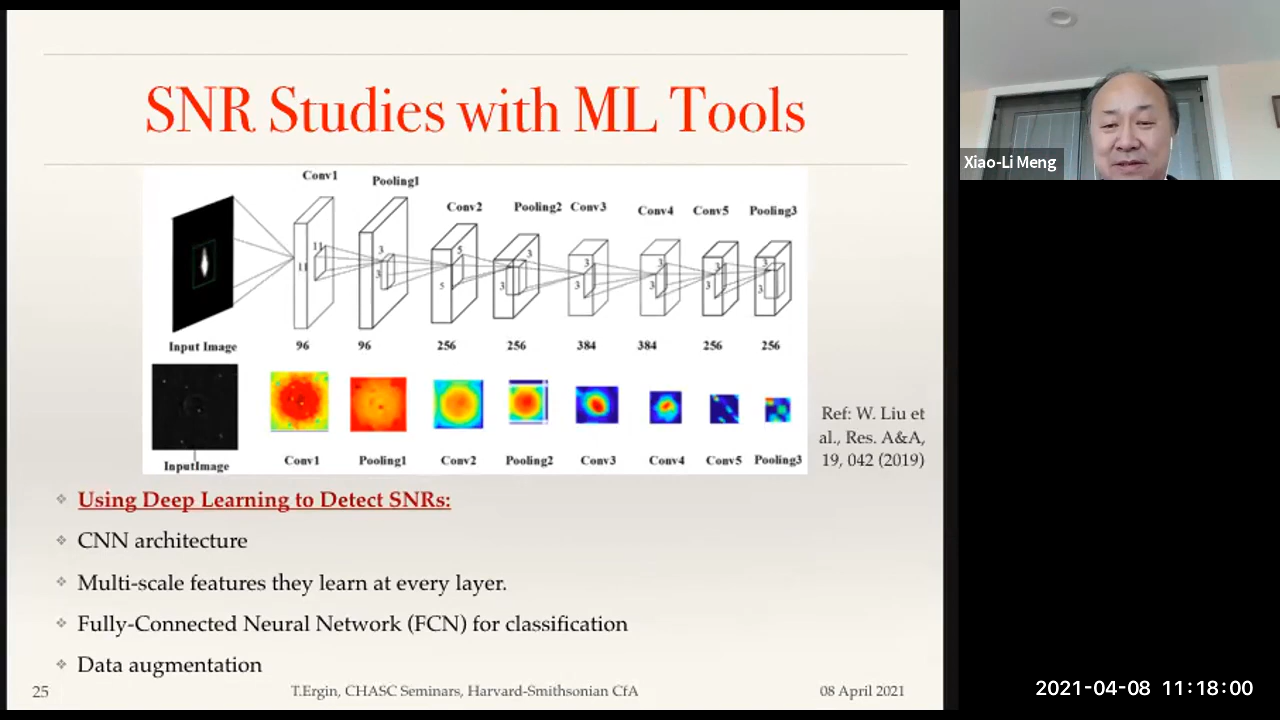 SNR Studies with ML Tools
Conv1
Pooling1
Conv2
Pooling2
Conv3
Conv4
Conv5
Pooling3
11
11
3
3
5
5
3
3
3
3
3
3
3
3
3
3
Input Image
96
96
256
256
384
384
256
256
InputImage
Conv1
Pooling1
Conv2
Pooling2
Conv3
Conv4
Conv5
Pooling3
Ref: W. Liu et
al., Res. A&A,
19, 042 (2019)
Using Deep Learning to Detect SNRs:
CNN architecture
Multi-scale features they learn at every layer.
Fully-Connected Neural Network (FCN) for classification
Data augmentation
25
T.Ergin, CHASC Seminars, Harvard-Smithsonian CfA
08 April 2021
Xiao-Li Meng
2021-04-08 11:18:00